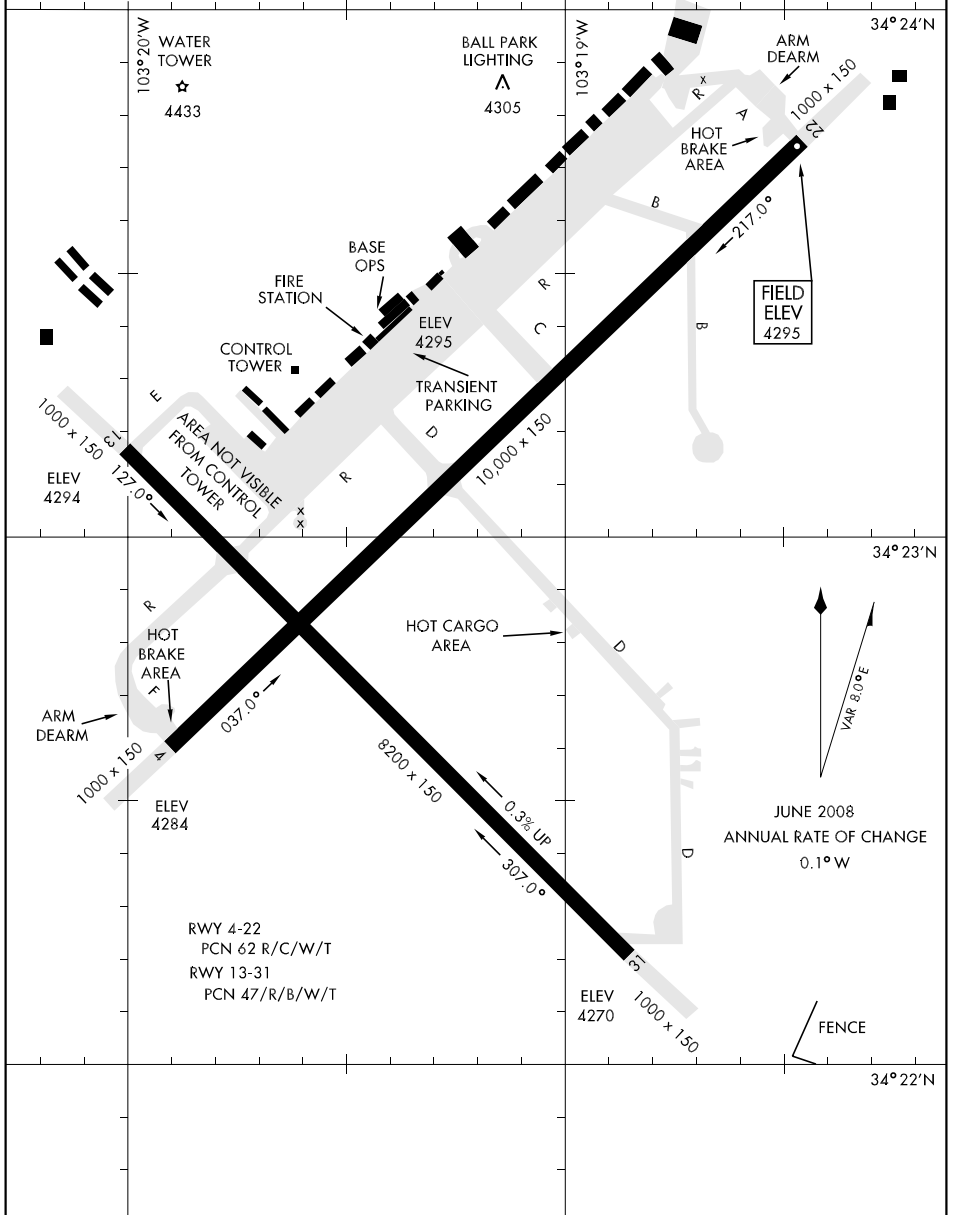 103° 20' W
103° 19' W
34° 24' N
WATER
TOWER
4433
BALL PARK
LIGHTING
4305
ARM
DEARM
1000 x 150
22
R
x
A
HOT
BRAKE
AREA
B
217.0°
BASE
OPS
FIRE
STATION
R
FIELD
ELEV
4295
ELEV
4295
C
B
CONTROL
TOWER
TRANSIENT
PARKING
E
D
1000 x 150
13
AREA NOT VISIBLE
FROM CONTROL
TOWER
10,000 x 150
ELEV
4294
127.0°
R
x
x
34° 23' N
R
HOT
BRAKE
AREA
F
HOT CARGO
AREA
D
ARM
DEARM
037.0°
VAR 8.0° E
1000 x 150
4
8200 x 150
ELEV
4284
0.3% UP
307.0°
D
JUNE 2008
ANNUAL RATE OF CHANGE
0.1° W
RWY 4-22
PCN 62 R/C/W/T
RWY 13-31
PCN 47/R/B/W/T
31
ELEV
4270
1000 x 150
FENCE
34° 22' N